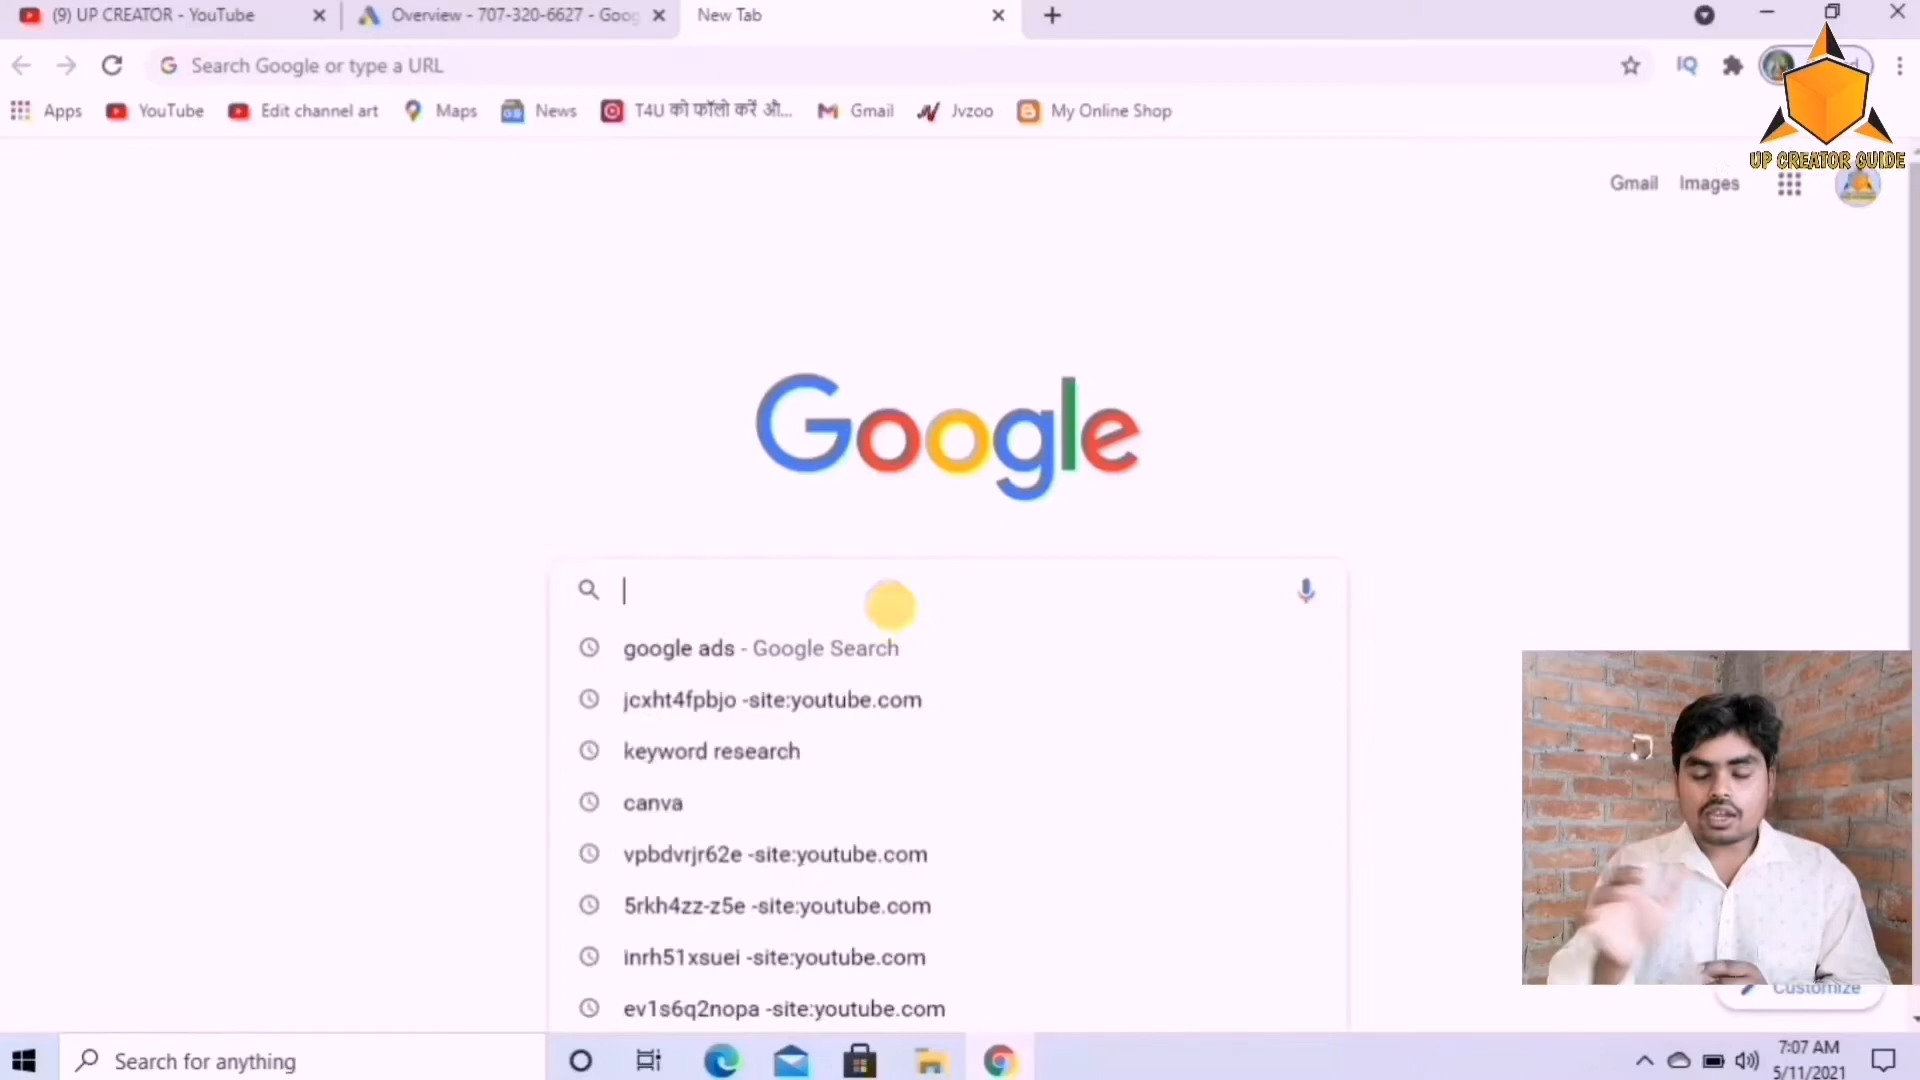 (9) UP CREATOR - YouTube
Overview - 707-320-6627 - Goog
New Tab
Search Google or type a URL
IQ
Apps
YouTube
Edit channel art
Maps
News
T4U को फॉलो करें औ...
Gmail
Jvzoo
My Online Shop
UP CREATOR GUIDE
Gmail
Images
Google
google ads - Google Search
jcxht4fpbjo -site:youtube.com
keyword research
canva
vpbdvrjr62e -site:youtube.com
5rkh4zz-z5e -site:youtube.com
inrh51xsuei -site:youtube.com
ev1s6q2nopa -site:youtube.com
Customize
Search for anything
7:07 AM
5/11/2021